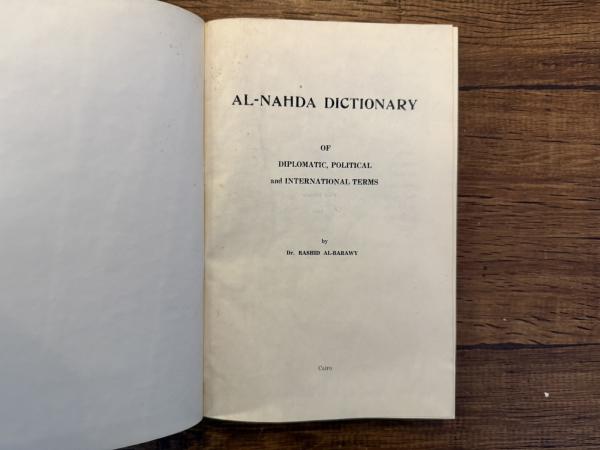 AL-NAHDA DICTIONARY
OF
DIPLOMATIC, POLITICAL
and INTERNATIONAL TERMS
by
Dr. RASHID AL-BARAWY
Cairo